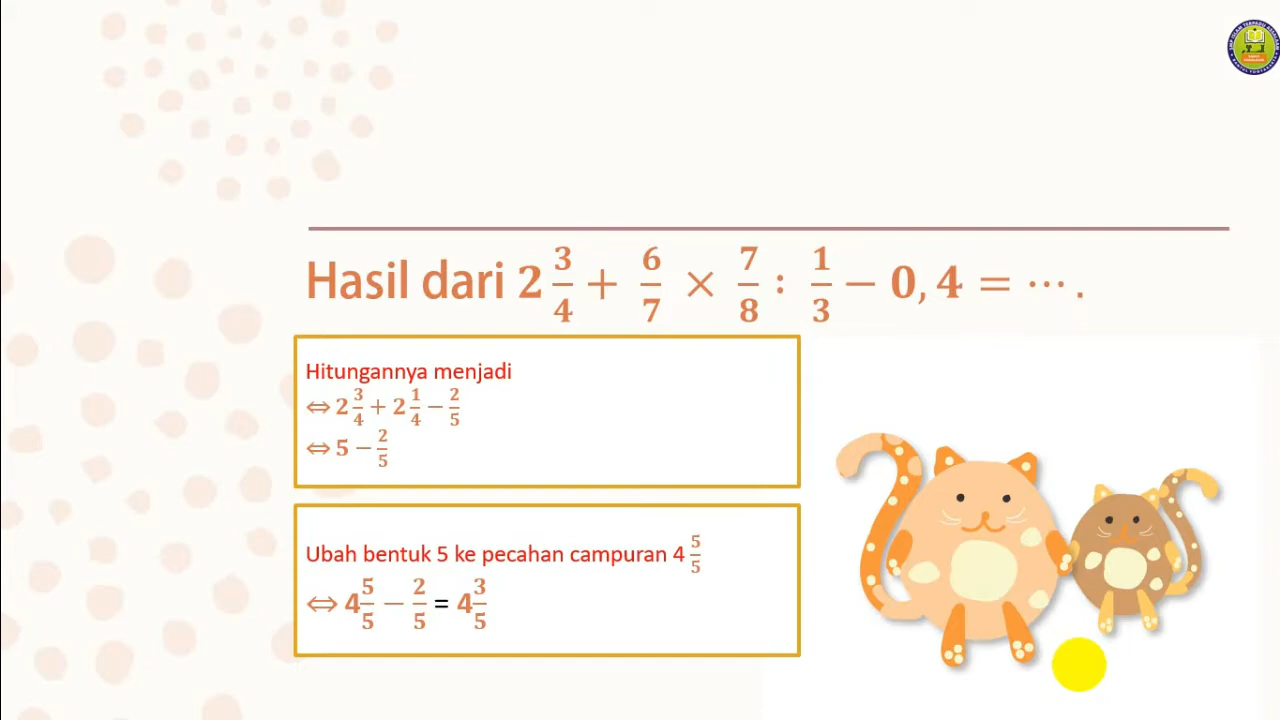 Hasil dari 2 3/4 + 6/7 × 7/8 : 1/3 − 0,4 = ⋯ .
Hitungannya menjadi
⇔ 2 3/4 + 2 1/4 − 2/5
⇔ 5 − 2/5
Ubah bentuk 5 ke pecahan campuran 4 5/5
⇔ 4 5/5 − 2/5 = 4 3/5